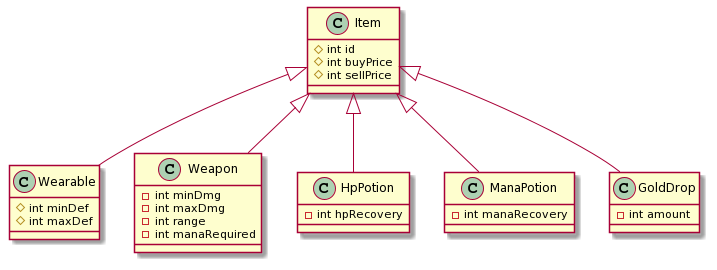 C Item
int id
int buyPrice
int sellPrice
C Wearable
int minDef
int maxDef
C Weapon
int minDmg
int maxDmg
int range
int manaRequired
C HpPotion
int hpRecovery
C ManaPotion
int manaRecovery
C GoldDrop
int amount